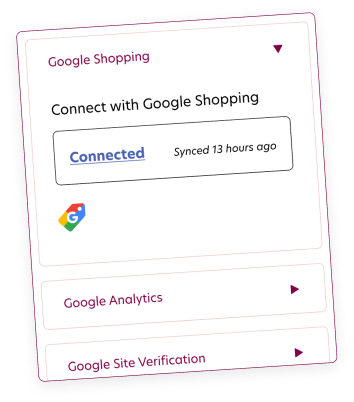 Google Shopping
Connect with Google Shopping
Connected Synced 13 hours ago
G
Google Analytics
Google Site Verification